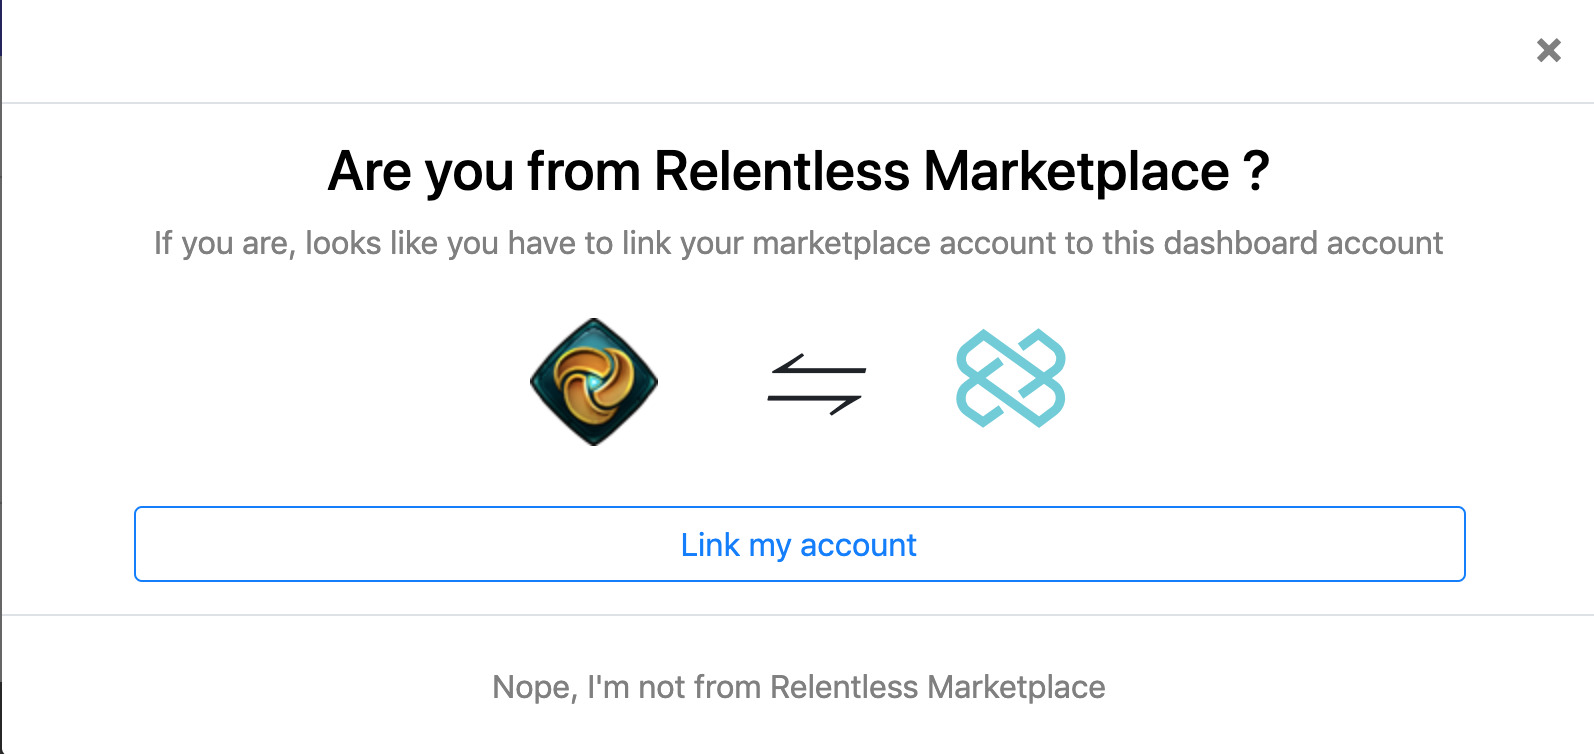 Are you from Relentless Marketplace ?
If you are, looks like you have to link your marketplace account to this dashboard account
Link my account
Nope, I'm not from Relentless Marketplace